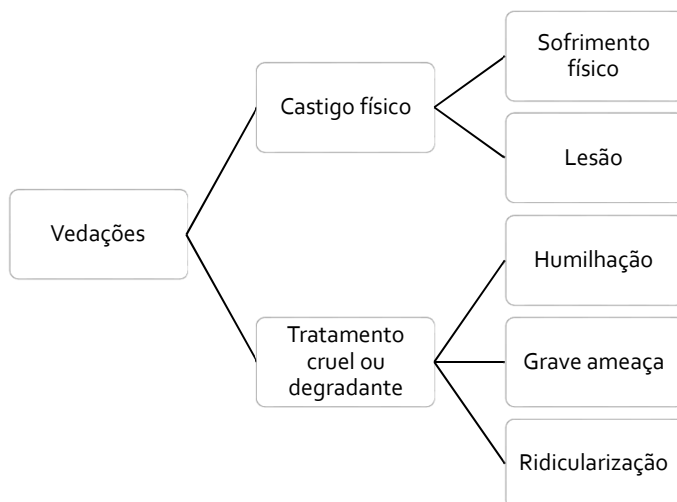 Vedações
Castigo físico
Sofrimento
físico
Lesão
Tratamento
cruel ou
degradante
Humilhação
Grave ameaça
Ridicularização